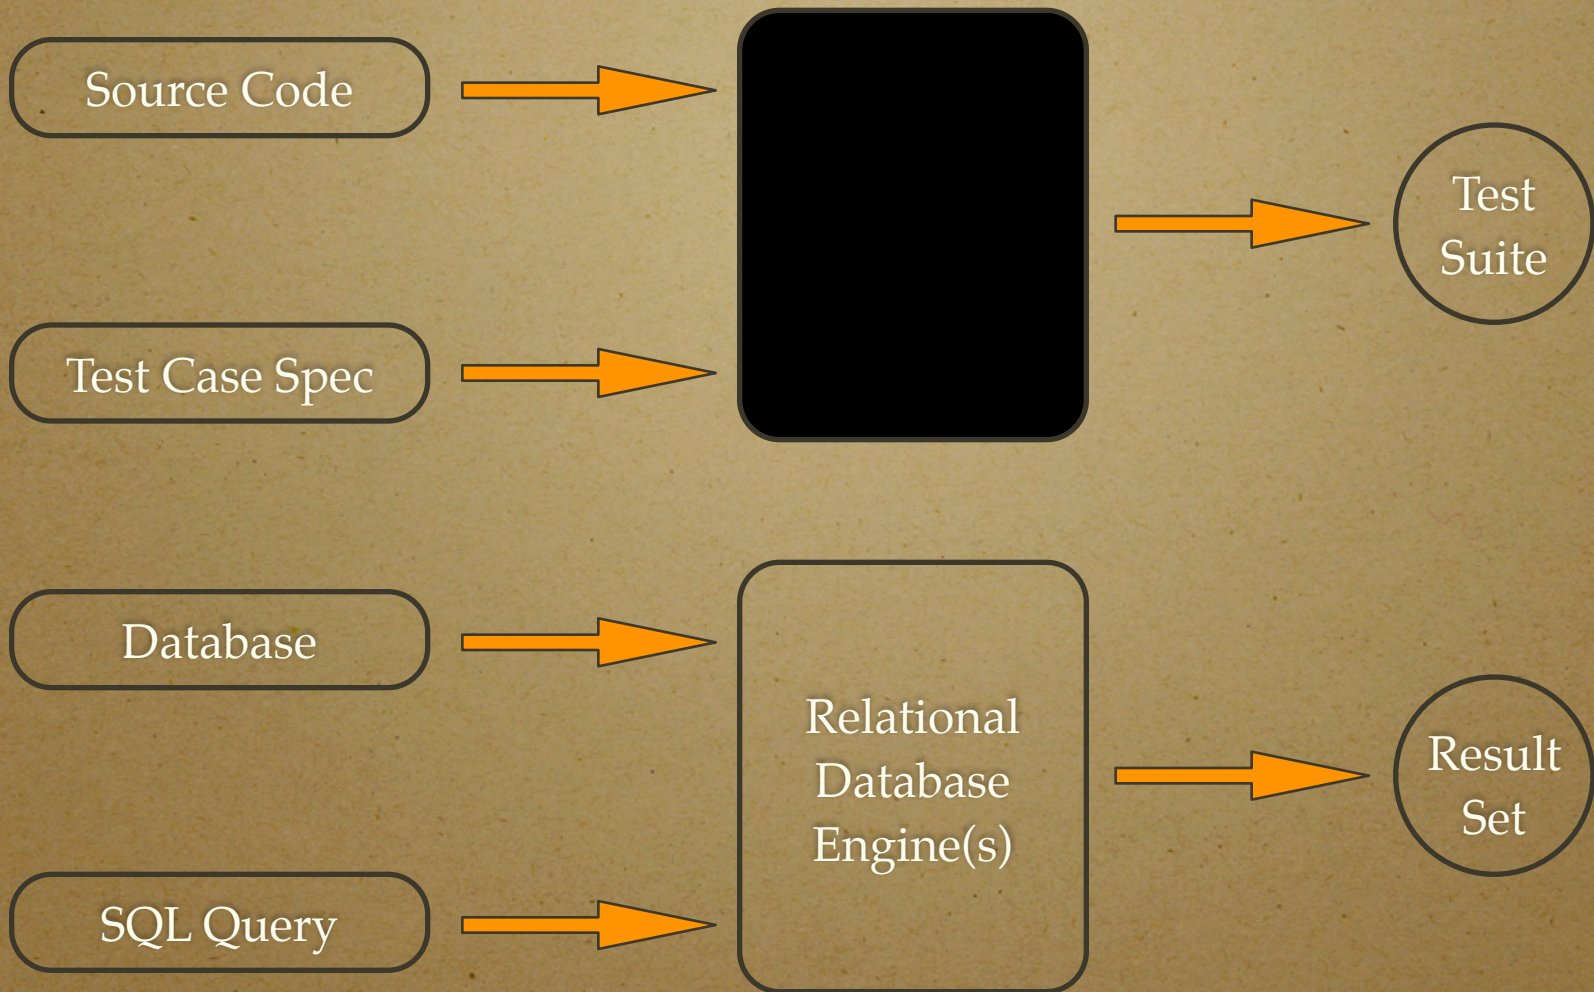 Source Code
Test
Suite
Test Case Spec
Database
Relational
Database
Engine(s)
Result
Set
SQL Query